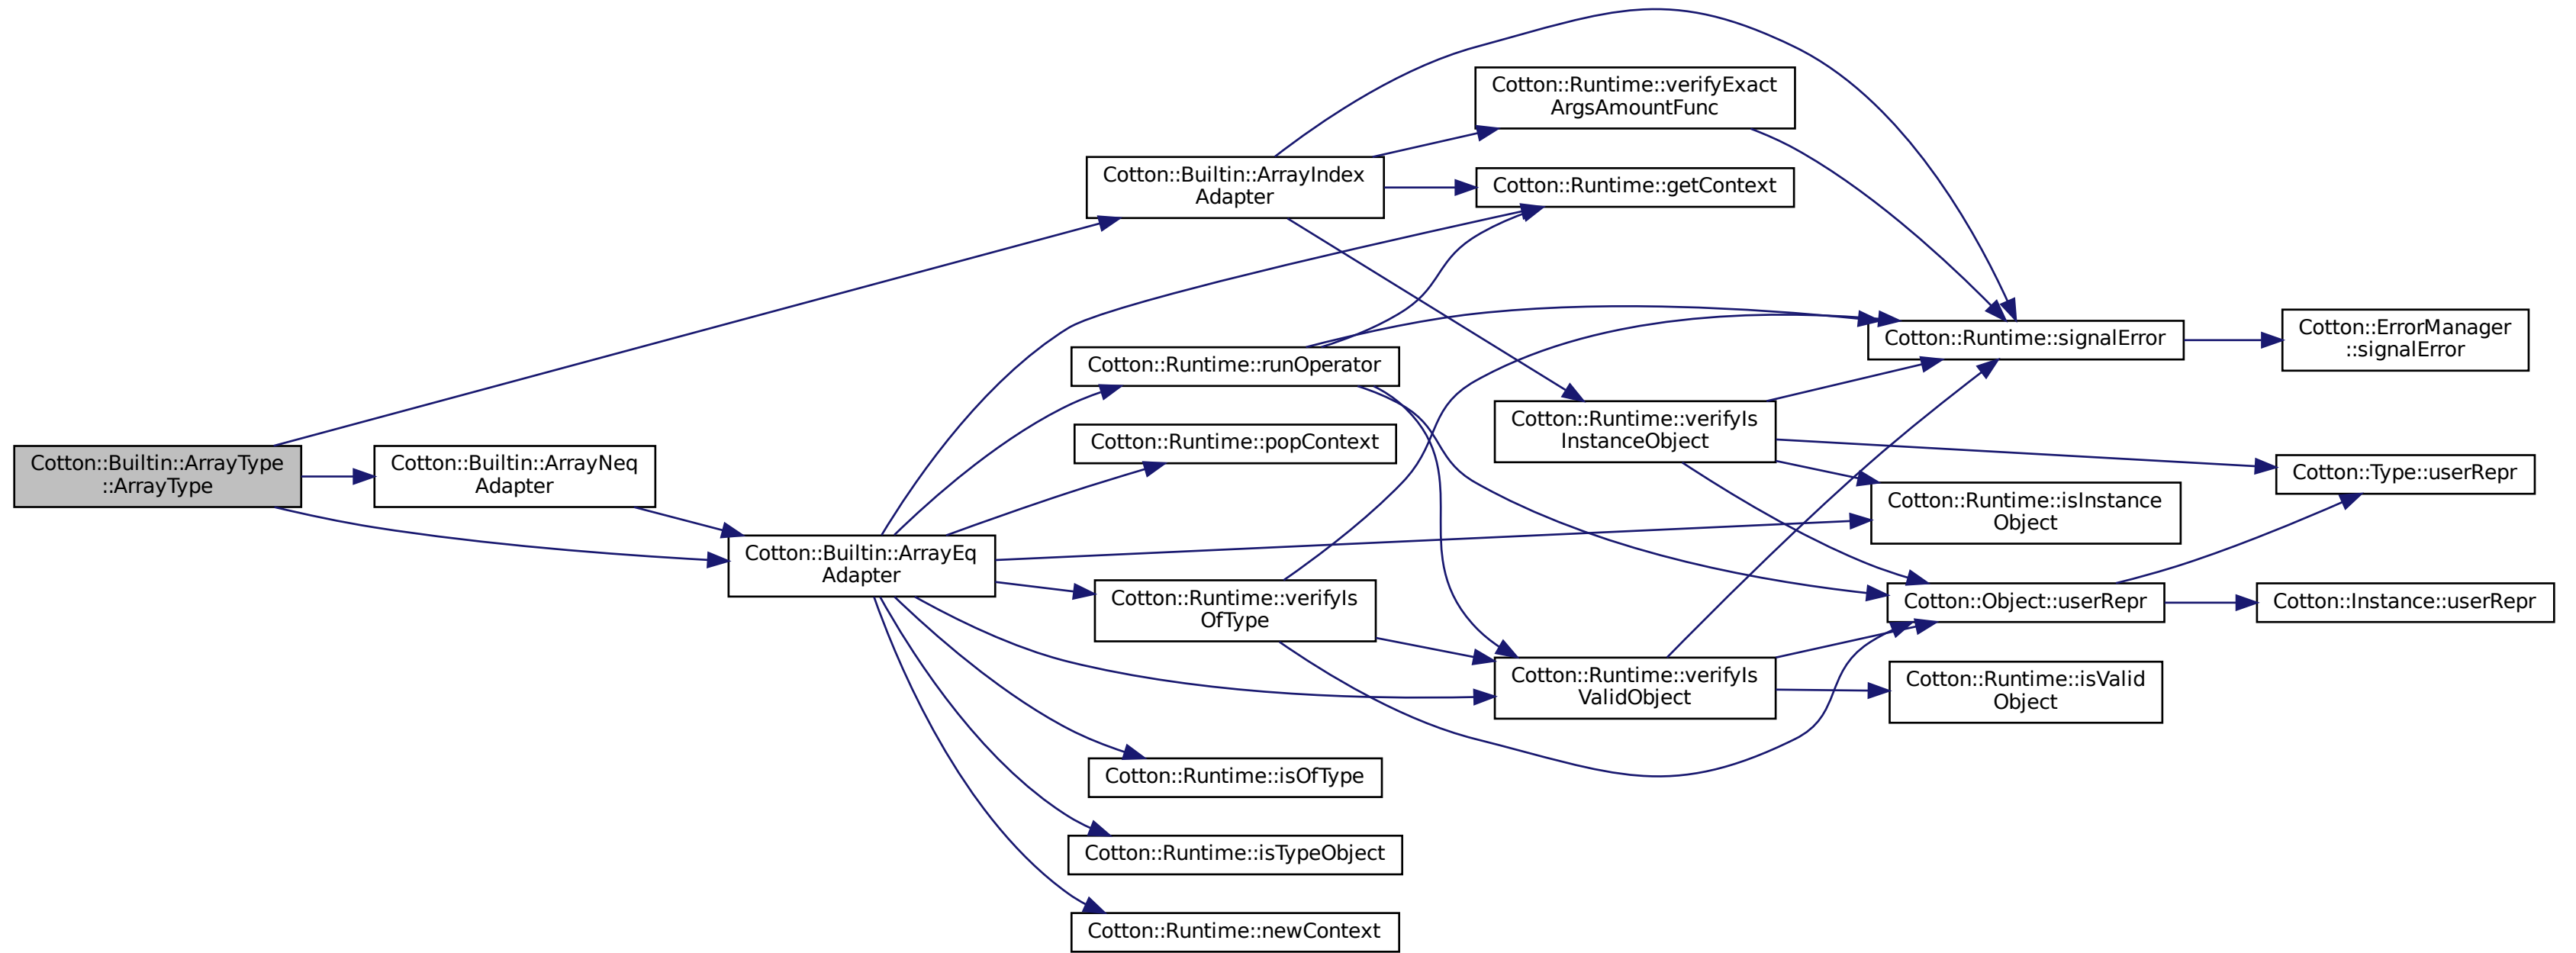 Cotton::Builtin::ArrayType
::ArrayType
Cotton::Builtin::ArrayNeq
Adapter
Cotton::Builtin::ArrayEq
Adapter
Cotton::Builtin::ArrayIndex
Adapter
Cotton::Runtime::runOperator
Cotton::Runtime::popContext
Cotton::Runtime::verifyIs
OfType
Cotton::Runtime::isOfType
Cotton::Runtime::isTypeObject
Cotton::Runtime::newContext
Cotton::Runtime::verifyExact
ArgsAmountFunc
Cotton::Runtime::getContext
Cotton::Runtime::verifyIs
InstanceObject
Cotton::Runtime::verifyIs
ValidObject
Cotton::Runtime::signalError
Cotton::Runtime::isInstance
Object
Cotton::Object::userRepr
Cotton::Runtime::isValid
Object
Cotton::ErrorManager
::signalError
Cotton::Type::userRepr
Cotton::Instance::userRepr